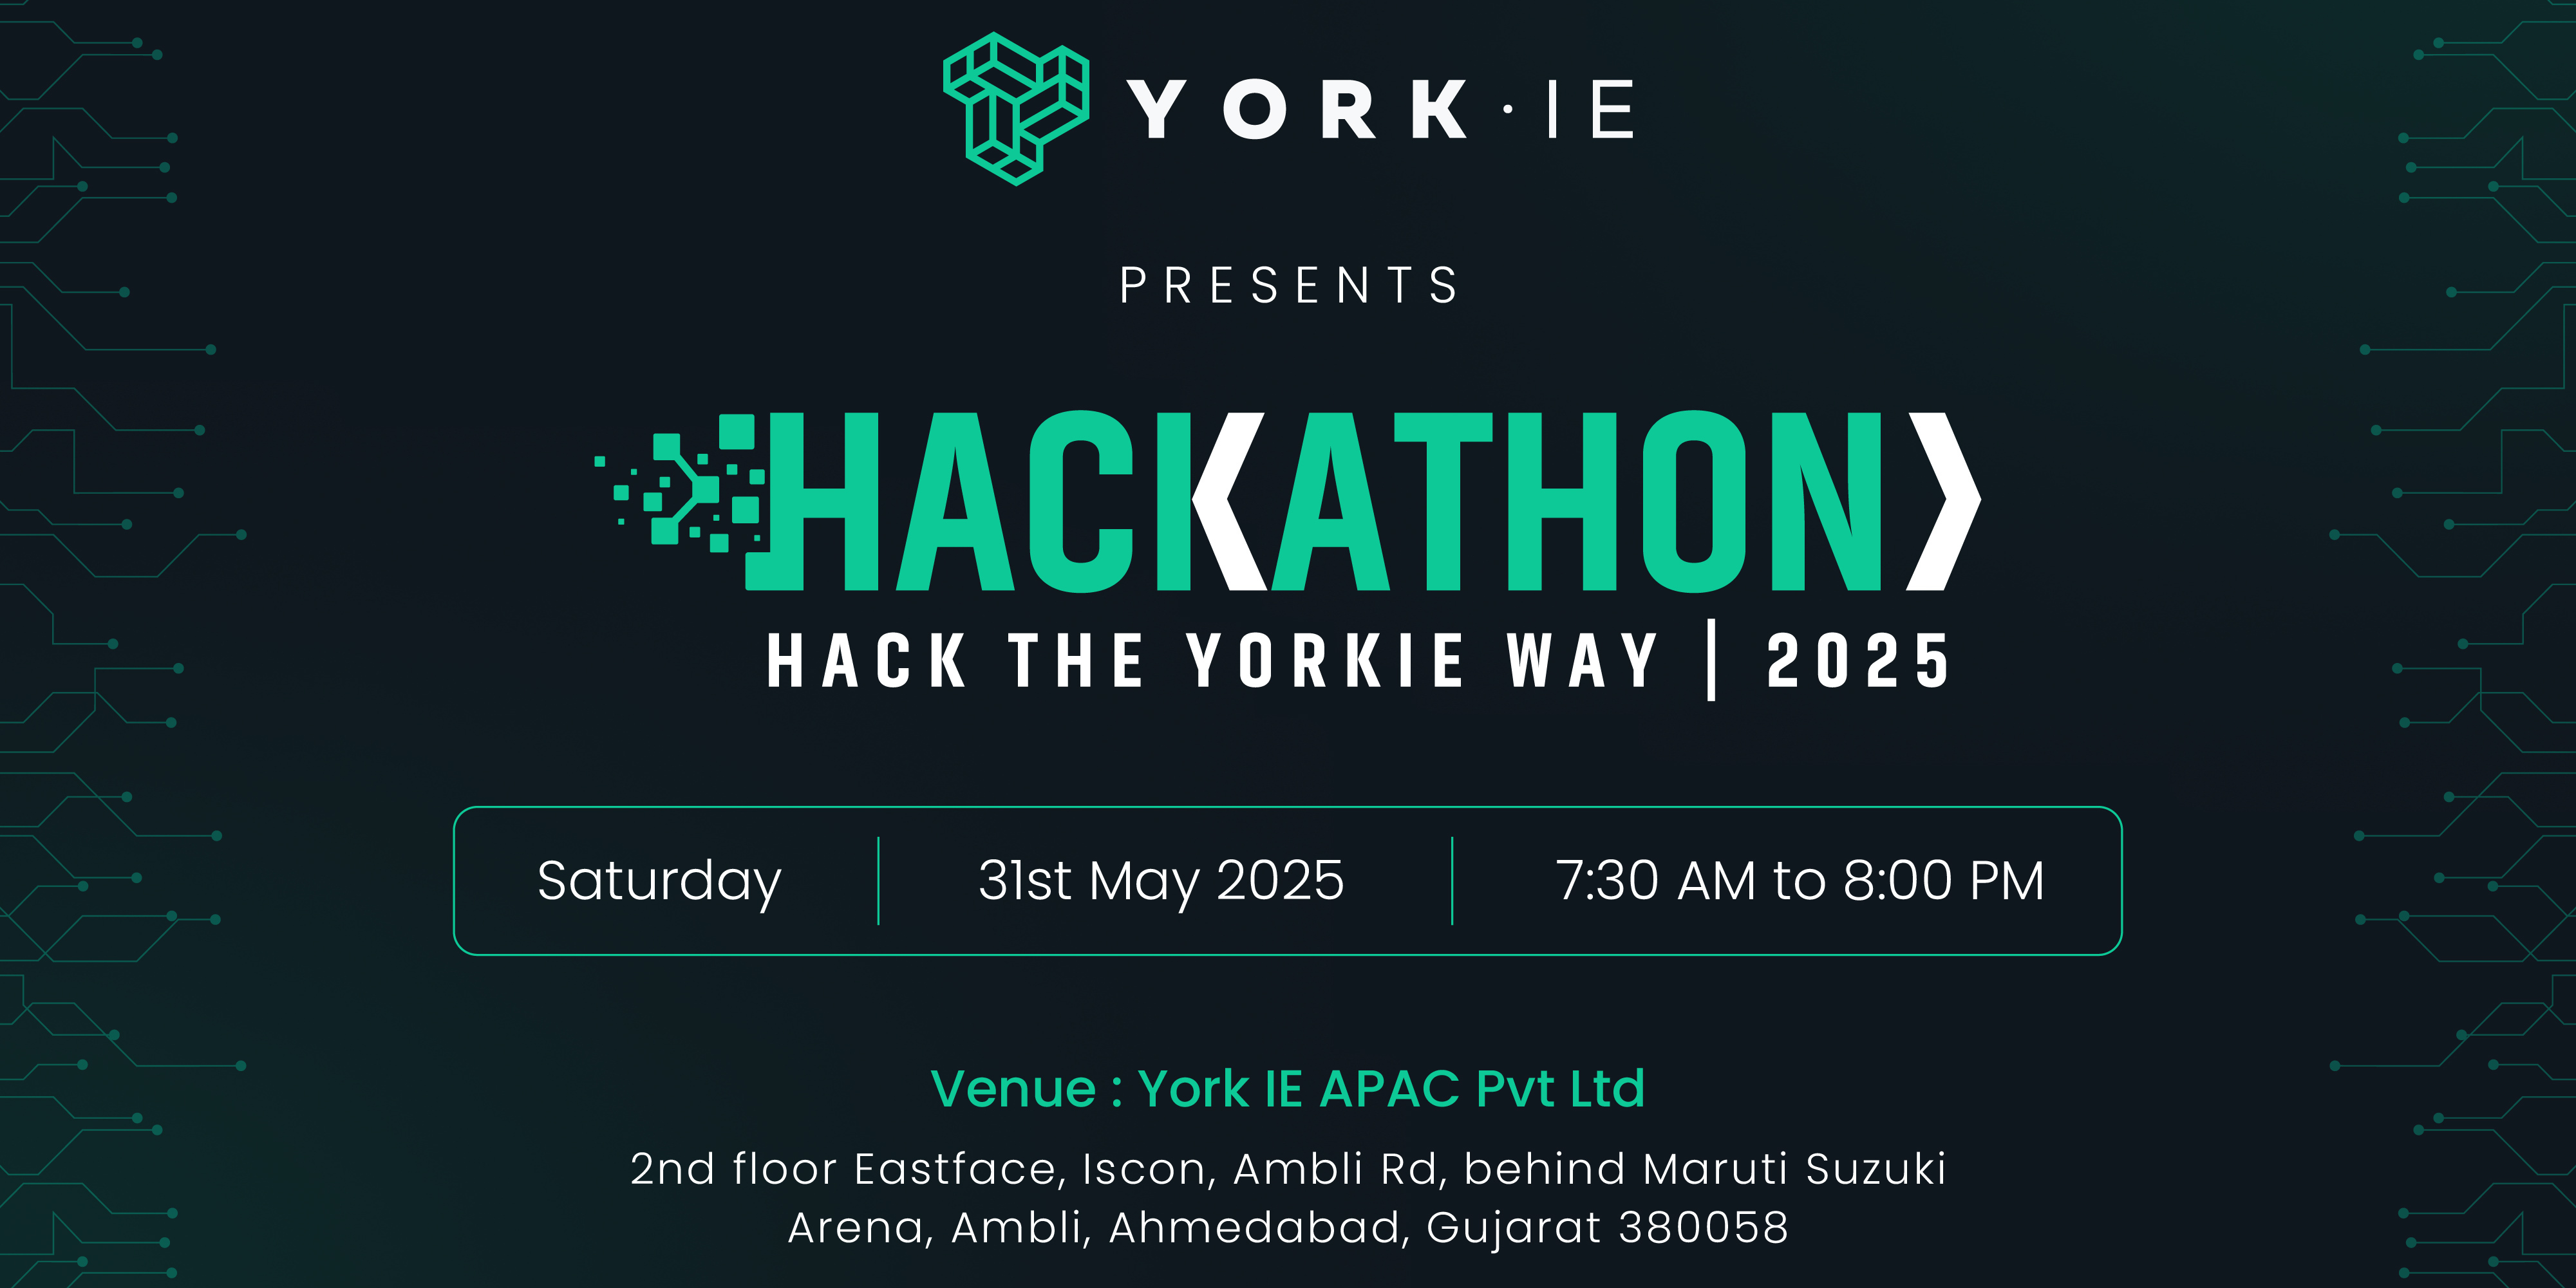 YORK·IE
PRESENTS
HACKATHON
HACK THE YORKIE WAY | 2025
Saturday
31st May 2025
7:30 AM to 8:00 PM
Venue : York IE APAC Pvt Ltd
2nd floor Eastface, Iscon, Ambli Rd, behind Maruti Suzuki
Arena, Ambli, Ahmedabad, Gujarat 380058